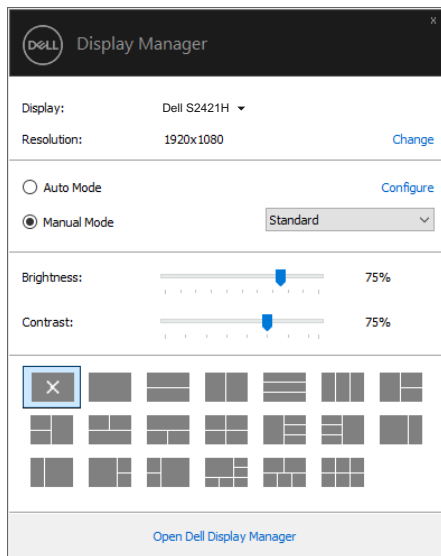 x
DELL Display Manager
Display: Dell S2421H
Resolution: 1920x1080 Change
Auto Mode Configure
Manual Mode Standard
Brightness: 75%
Contrast: 75%
Open Dell Display Manager